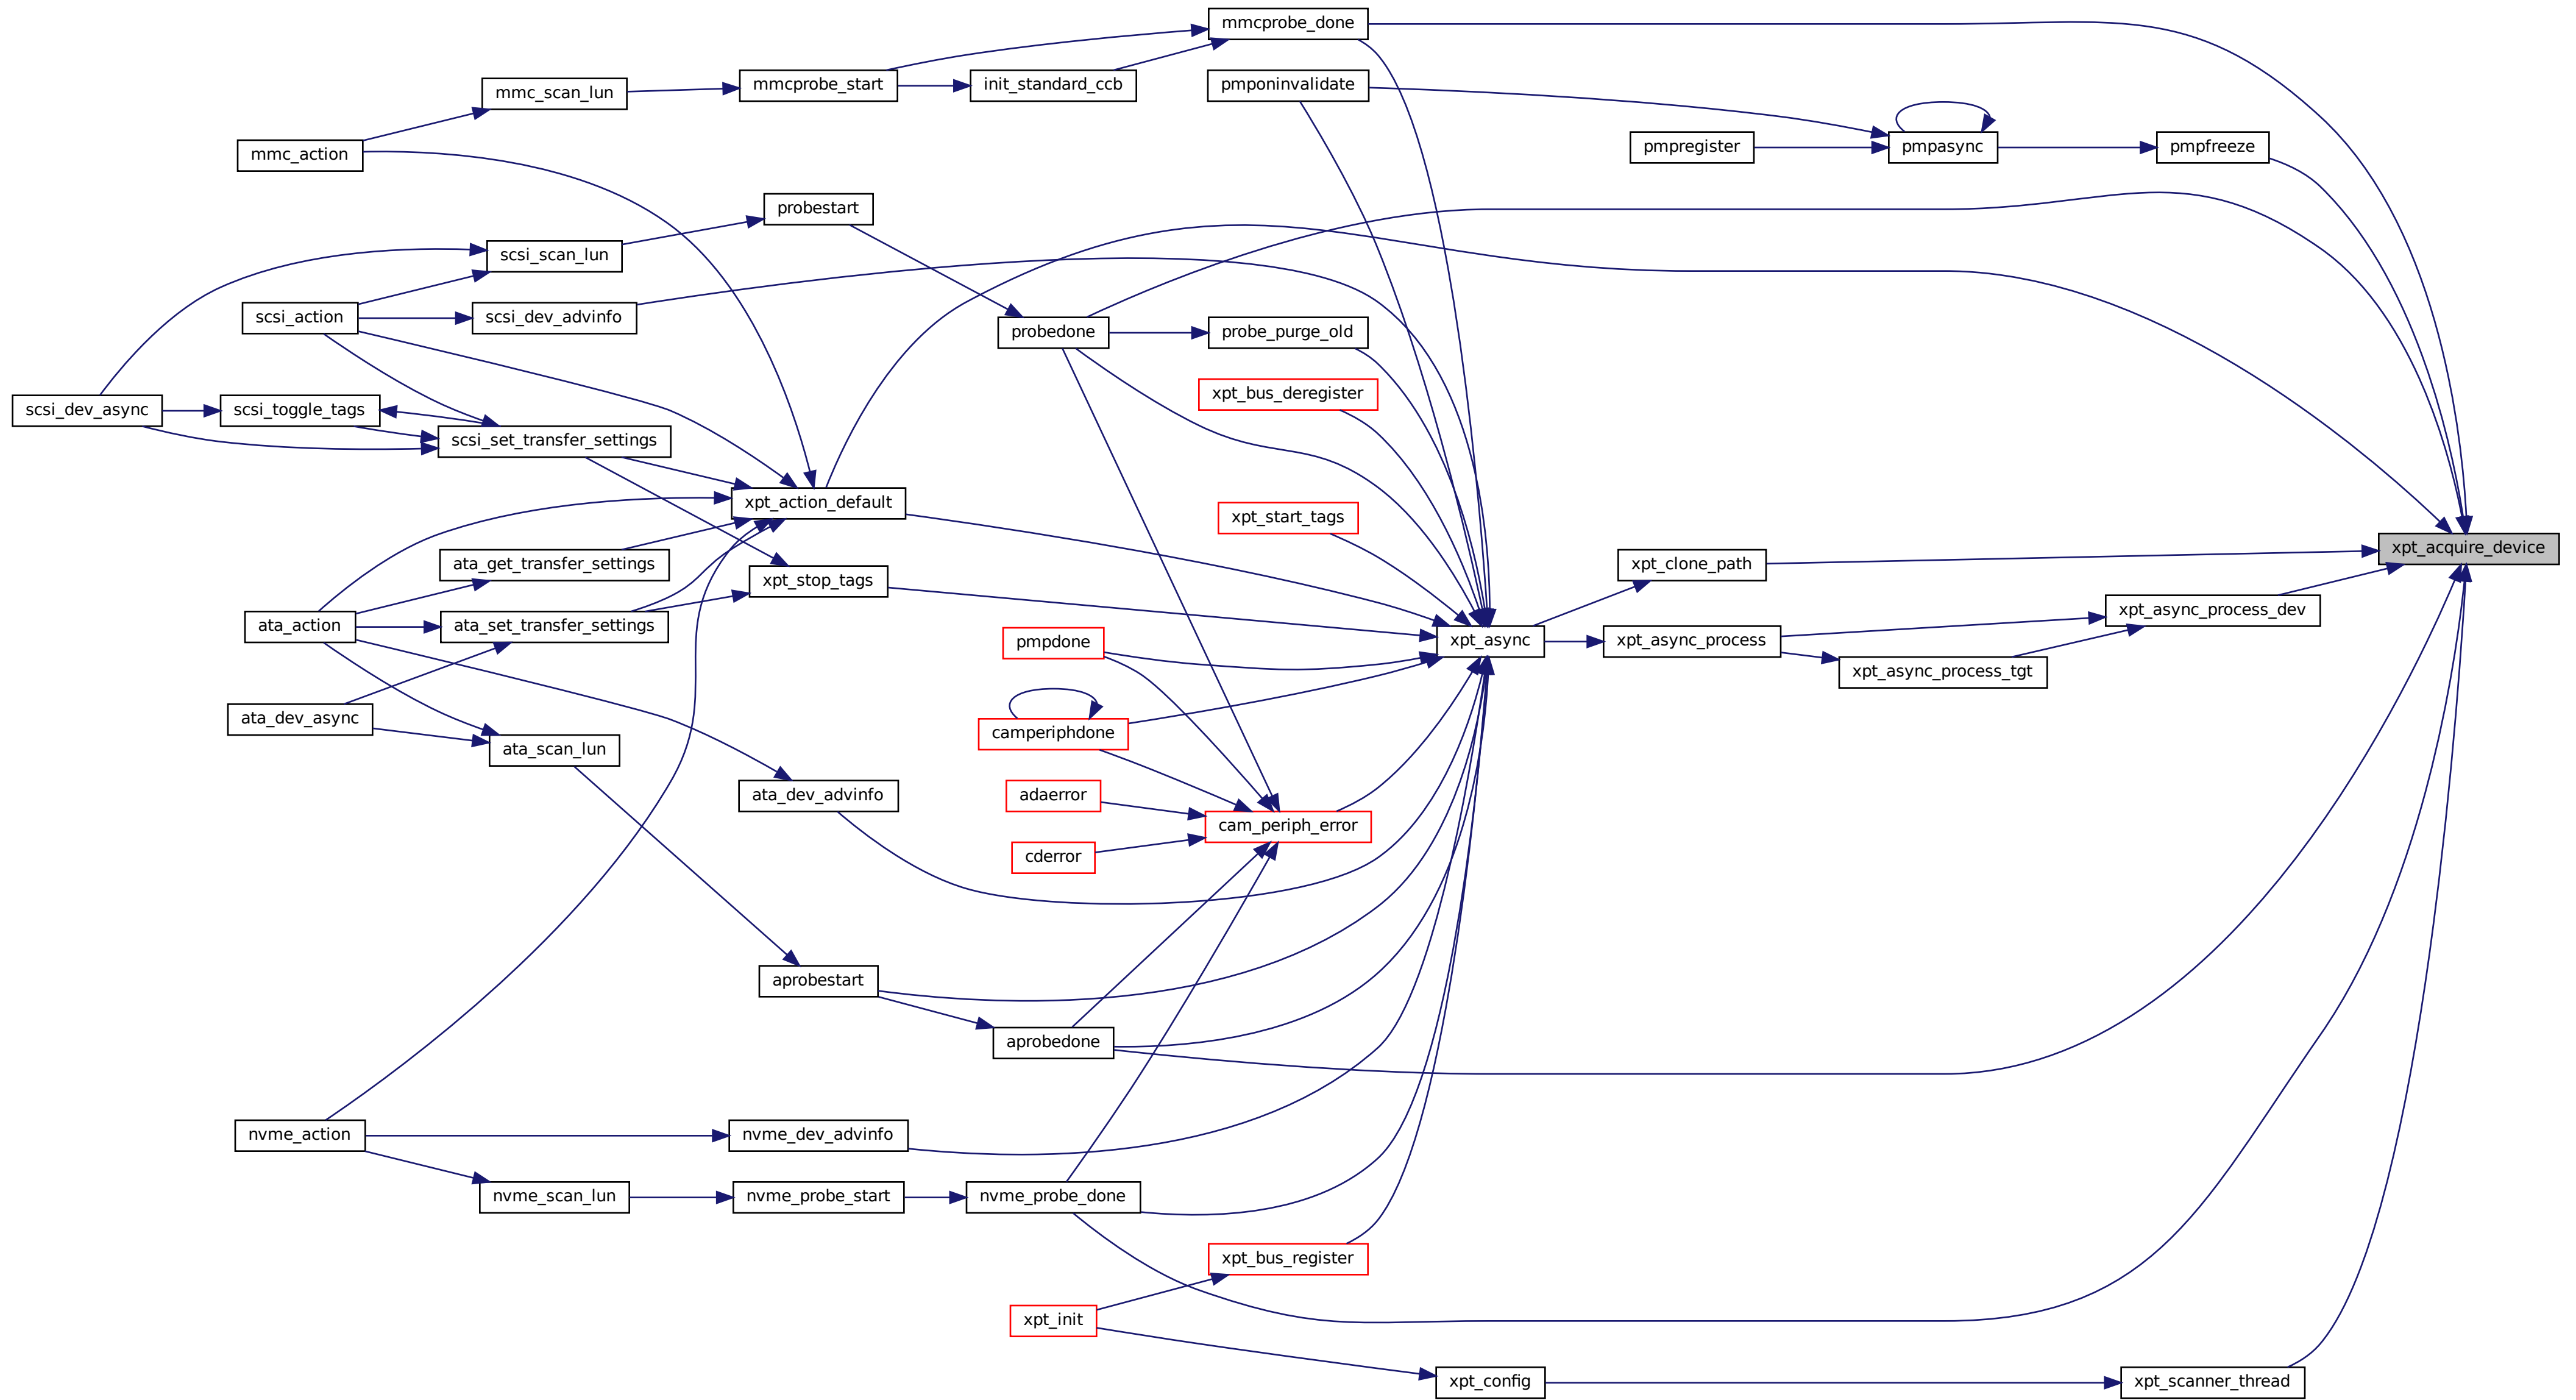 mmcprobe_done
mmc_scan_lun
mmcprobe_start
init_standard_ccb
pmponinvalidate
mmc_action
pmpregister
pmpasync
pmpfreeze
probestart
scsi_scan_lun
scsi_action
scsi_dev_advinfo
probedone
probe_purge_old
xpt_bus_deregister
scsi_dev_async
scsi_toggle_tags
scsi_set_transfer_settings
xpt_action_default
xpt_start_tags
xpt_acquire_device
ata_get_transfer_settings
xpt_stop_tags
xpt_clone_path
ata_action
ata_set_transfer_settings
pmpdone
xpt_async
xpt_async_process
xpt_async_process_dev
xpt_async_process_tgt
ata_dev_async
camperiphdone
ata_scan_lun
ata_dev_advinfo
adaerror
cam_periph_error
cderror
aprobestart
aprobedone
nvme_action
nvme_dev_advinfo
nvme_scan_lun
nvme_probe_start
nvme_probe_done
xpt_bus_register
xpt_init
xpt_config
xpt_scanner_thread